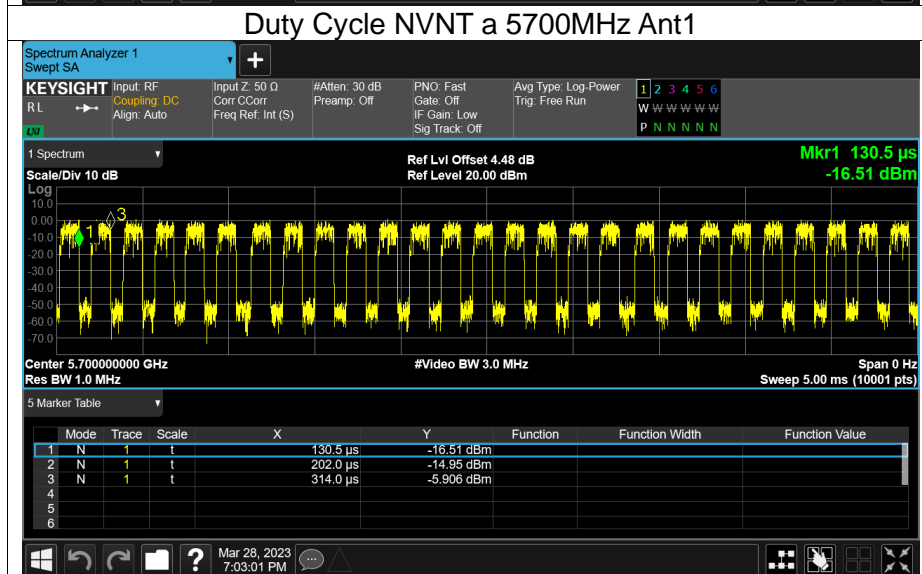 Duty Cycle NVNT a 5700MHz Ant1
Spectrum Analyzer 1
Swept SA
+
KEYSIGHT Input: RF Input Z: 50 Ω #Atten: 30 dB PNO: Fast Avg Type: Log-Power 1 2 3 4 5 6
R L Coupling: DC Corr CCorr Preamp: Off Gate: Off Trig: Free Run W W W W W W
Align: Auto Freq Ref: Int (S) IF Gain: Low
LXI Sig Track: Off P N N N N N
1 Spectrum Ref Lvl Offset 4.48 dB Mkr1 130.5 µs
Scale/Div 10 dB Ref Level 20.00 dBm -16.51 dBm
Log
10.0
0.00
-10.0
-20.0
-30.0
-40.0
-50.0
-60.0
-70.0
1 3
Center 5.700000000 GHz #Video BW 3.0 MHz Span 0 Hz
Res BW 1.0 MHz Sweep 5.00 ms (10001 pts)
5 Marker Table
Mode Trace Scale X Y Function Function Width Function Value
1 N 1 t 130.5 µs -16.51 dBm
2 N 1 t 202.0 µs -14.95 dBm
3 N 1 t 314.0 µs -5.906 dBm
4
5
6
? Mar 28, 2023
7:03:01 PM